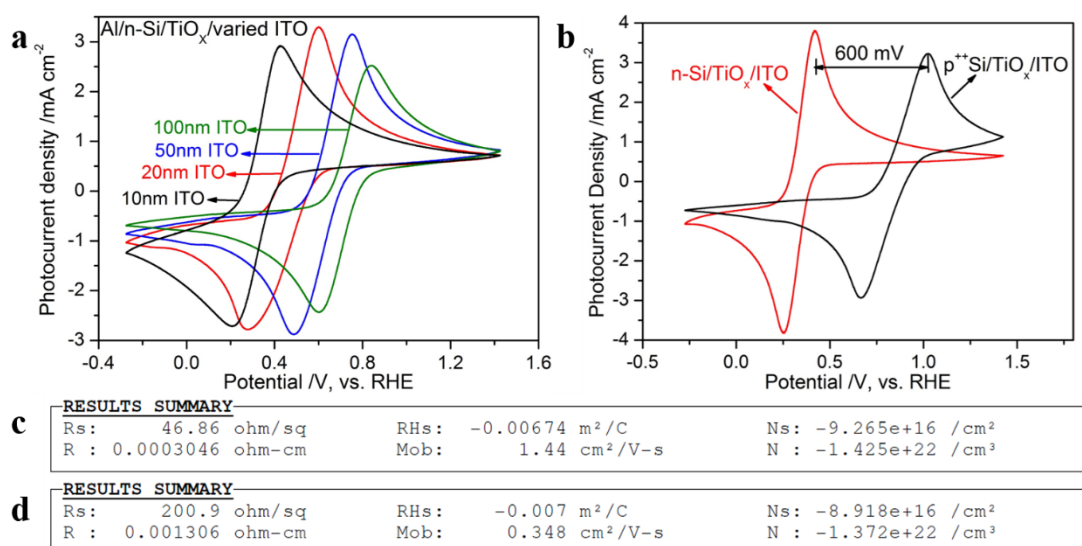 a
Al/n-Si/TiOₓ/varied ITO
100nm ITO
50nm ITO
20nm ITO
10nm ITO
Photocurrent density /mA cm⁻²
3
2
1
0
-1
-2
-3
-0.4 0.0 0.4 0.8 1.2 1.6
Potential /V, vs. RHE
b
600 mV
n-Si/TiOₓ/ITO
p⁺⁺Si/TiOₓ/ITO
Photocurrent Density /mA cm⁻²
4
3
2
1
0
-1
-2
-3
-4
-0.5 0.0 0.5 1.0 1.5
Potential /V, vs. RHE
c
RESULTS SUMMARY
Rs: 46.86 ohm/sq RHs: -0.00674 m²/C Ns: -9.265e+16 /cm²
R : 0.0003046 ohm-cm Mob: 1.44 cm²/V-s N : -1.425e+22 /cm³
d
RESULTS SUMMARY
Rs: 200.9 ohm/sq RHs: -0.007 m²/C Ns: -8.918e+16 /cm²
R : 0.001306 ohm-cm Mob: 0.348 cm²/V-s N : -1.372e+22 /cm³